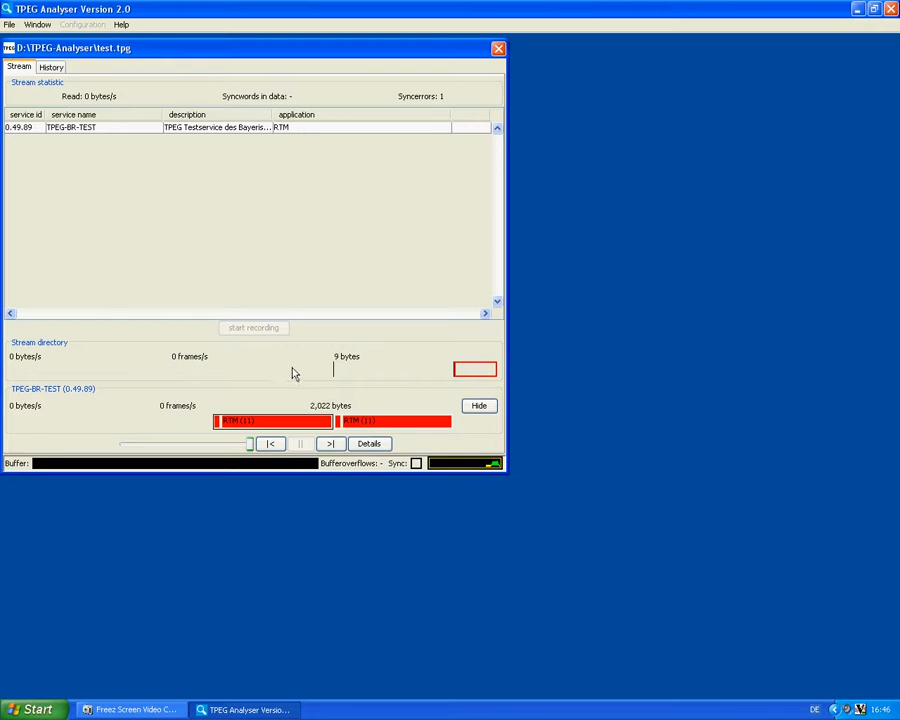 TPEG Analyser Version 2.0
File Window Configuration Help
TPEG D:\TPEG-Analyser\test.tpg
Stream History
Stream statistic
Read: 0 bytes/s Syncwords in data: - Syncerrors: 1
service id service name description application
0.49.89 TPEG-BR-TEST TPEG Testservice des Bayeris... RTM
start recording
Stream directory
0 bytes/s 0 frames/s 9 bytes
TPEG-BR-TEST (0.49.89)
0 bytes/s 0 frames/s 2,022 bytes Hide
RTM (11) RTM (11)
|< || >| Details
Buffer: Bufferoverflows: - Sync:
Start Freez Screen Video C... TPEG Analyser Versio... DE 16:46